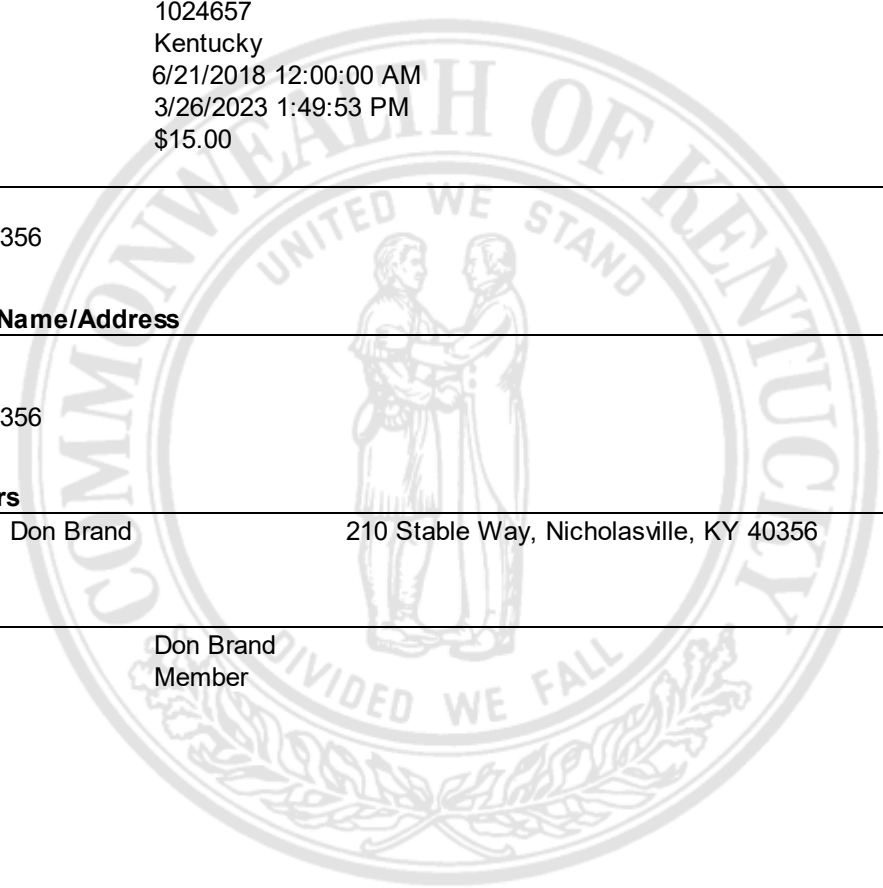 1024657
Kentucky
6/21/2018 12:00:00 AM
3/26/2023 1:49:53 PM
$15.00
356
Name/Address
356
rs
Don Brand 210 Stable Way, Nicholasville, KY 40356
Don Brand
Member
COMMONWEALTH OF KENTUCKY
UNITED WE STAND
DIVIDED WE FALL